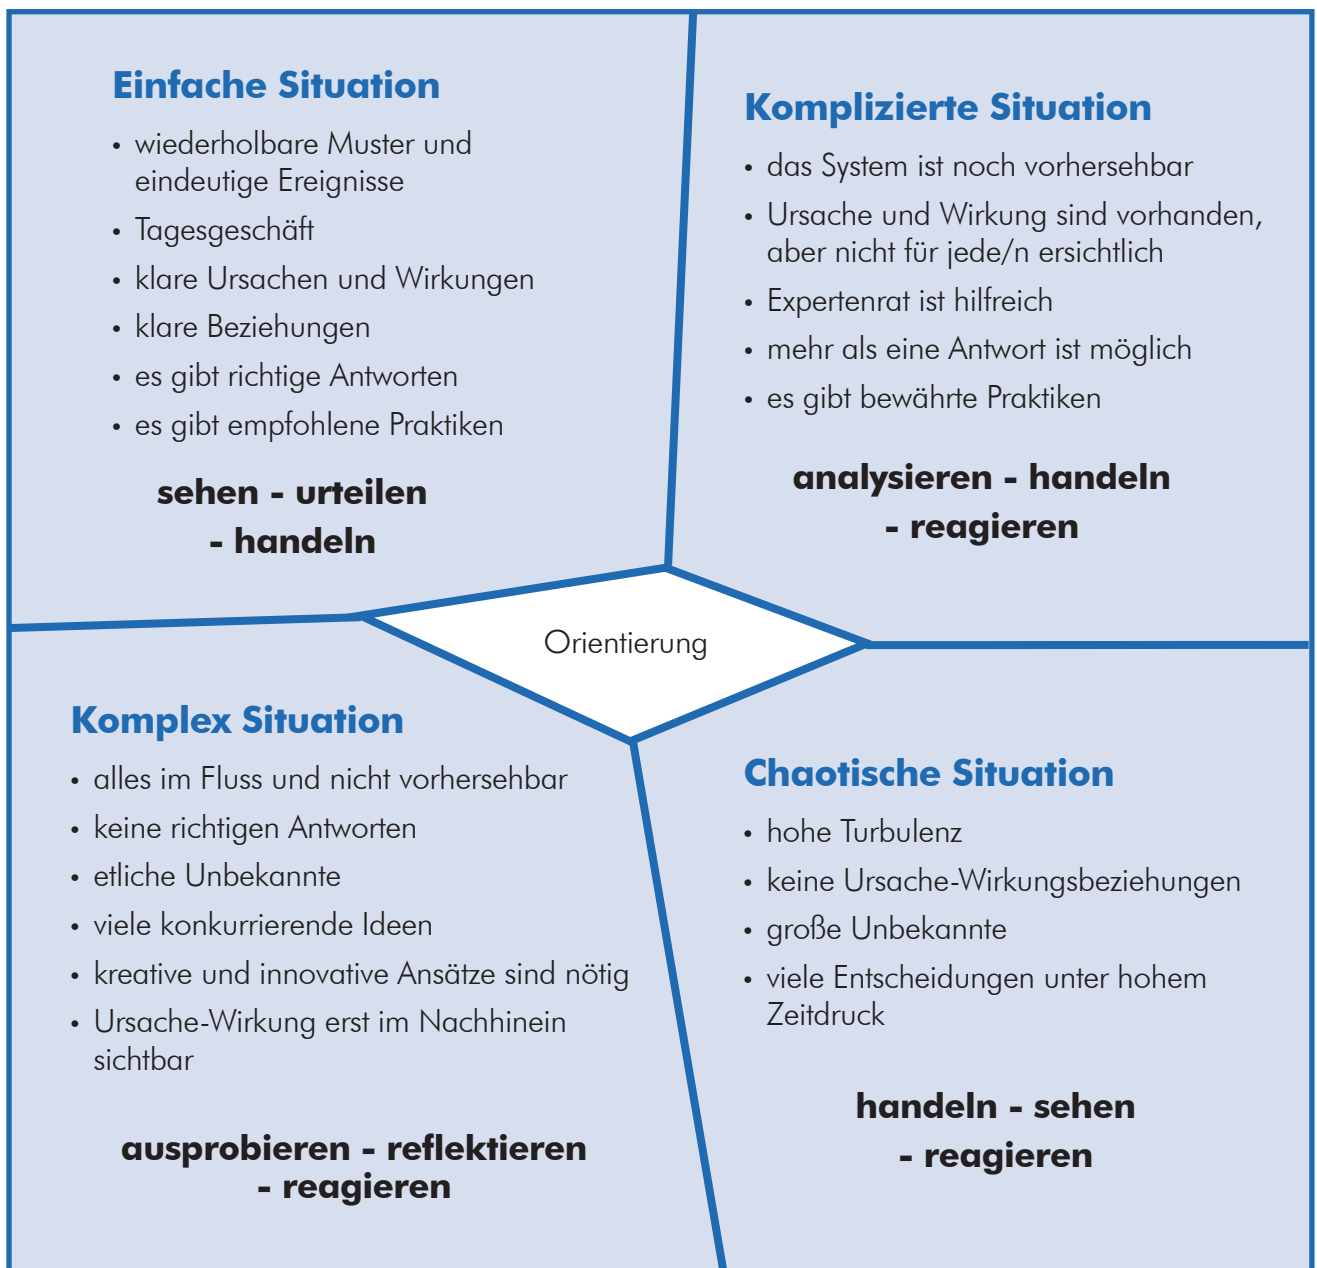 Einfache Situation
• wiederholbare Muster und
eindeutige Ereignisse
• Tagesgeschäft
• klare Ursachen und Wirkungen
• klare Beziehungen
• es gibt richtige Antworten
• es gibt empfohlene Praktiken
sehen - urteilen
- handeln
Komplizierte Situation
• das System ist noch vorhersehbar
• Ursache und Wirkung sind vorhanden,
aber nicht für jede/n ersichtlich
• Expertenrat ist hilfreich
• mehr als eine Antwort ist möglich
• es gibt bewährte Praktiken
analysieren - handeln
- reagieren
Orientierung
Komplex Situation
• alles im Fluss und nicht vorhersehbar
• keine richtigen Antworten
• etliche Unbekannte
• viele konkurrierende Ideen
• kreative und innovative Ansätze sind nötig
• Ursache-Wirkung erst im Nachhinein
sichtbar
ausprobieren - reflektieren
- reagieren
Chaotische Situation
• hohe Turbulenz
• keine Ursache-Wirkungsbeziehungen
• große Unbekannte
• viele Entscheidungen unter hohem
Zeitdruck
handeln - sehen
- reagieren